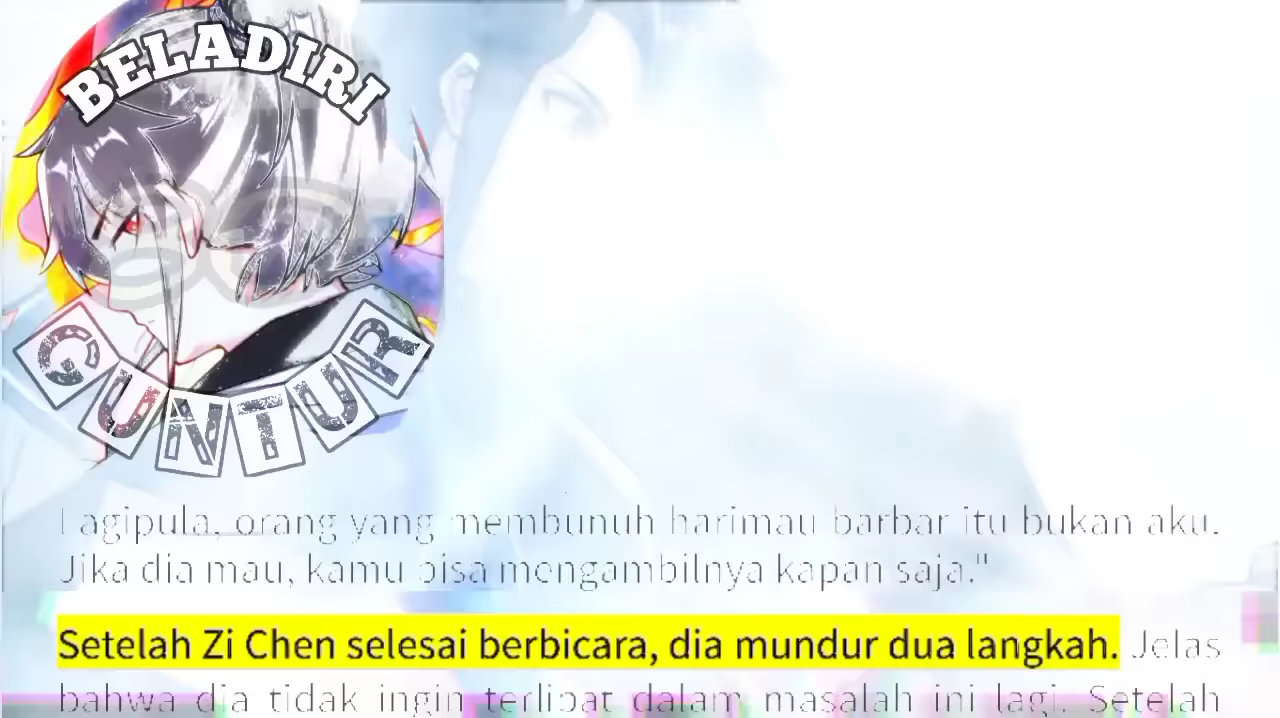 BELADIRI
GUNTUR
Lagipula, orang yang membunuh harimau barbar itu bukan aku.
Jika dia mau, kamu bisa mengambilnya kapan saja."
Setelah Zi Chen selesai berbicara, dia mundur dua langkah. Jelas
bahwa dia tidak ingin terlibat dalam masalah ini lagi. Setelah